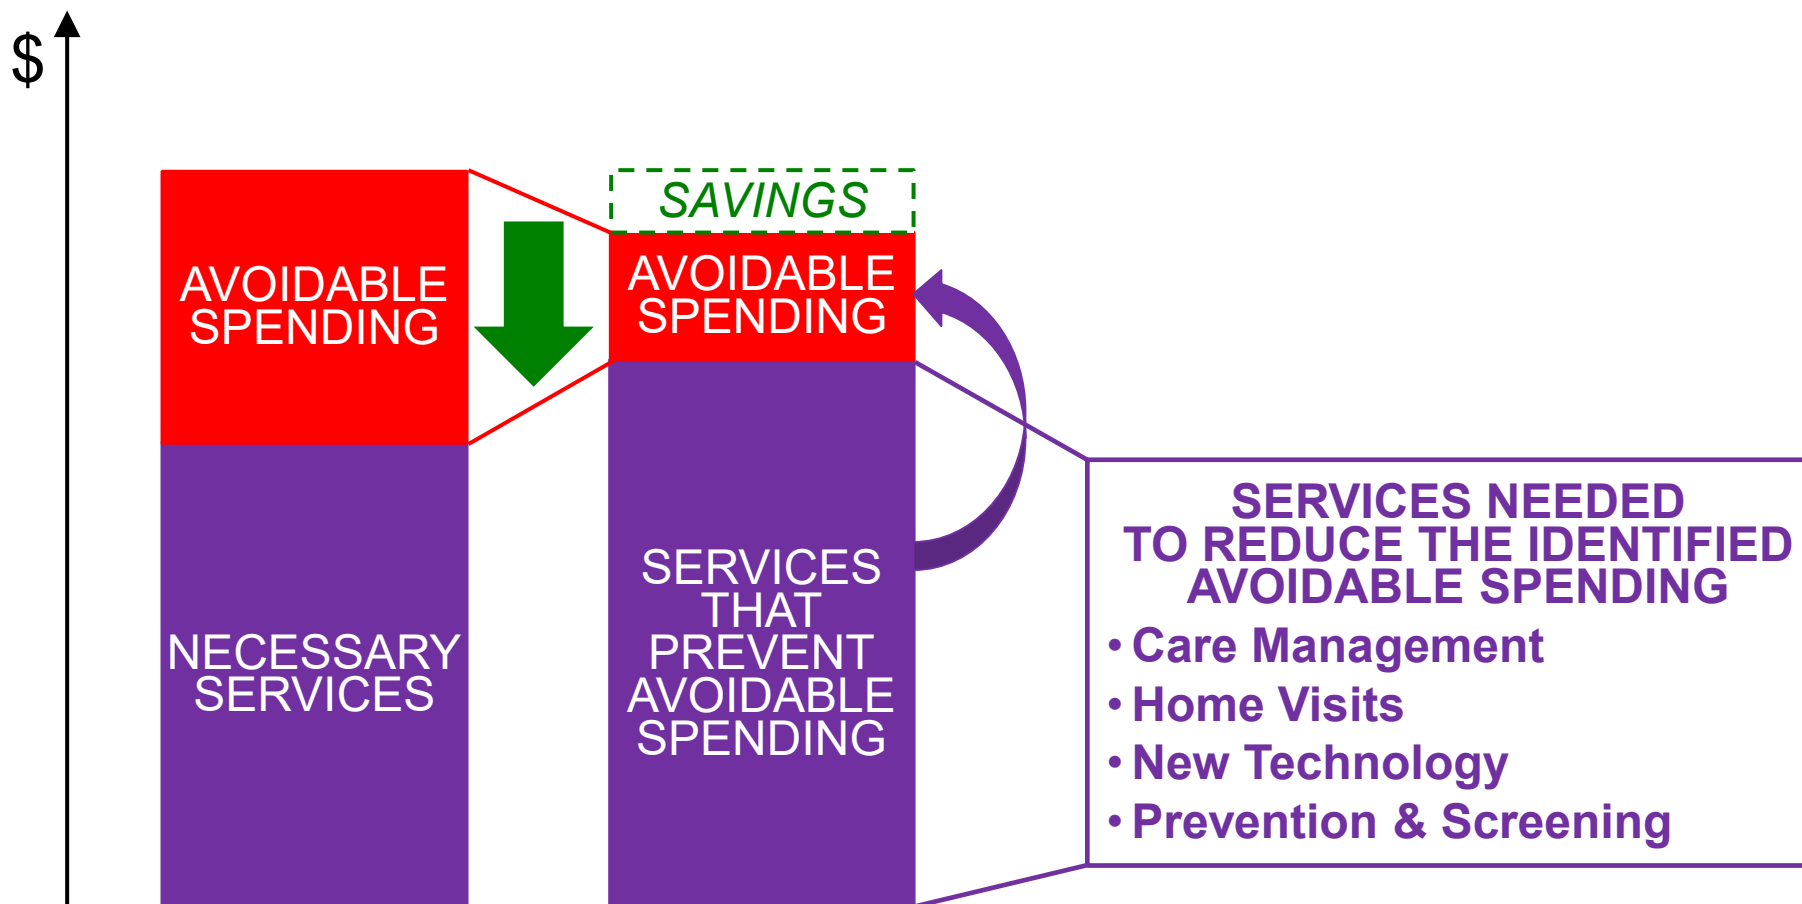 $
AVOIDABLE
SPENDING
NECESSARY
SERVICES
SAVINGS
AVOIDABLE
SPENDING
SERVICES
THAT
PREVENT
AVOIDABLE
SPENDING
SERVICES NEEDED
TO REDUCE THE IDENTIFIED
AVOIDABLE SPENDING
• Care Management
• Home Visits
• New Technology
• Prevention & Screening